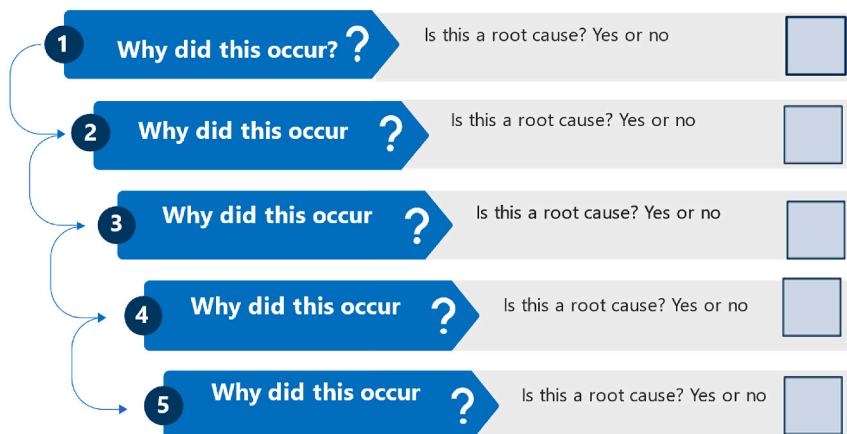 1 Why did this occur? ? Is this a root cause? Yes or no
2 Why did this occur ? Is this a root cause? Yes or no
3 Why did this occur ? Is this a root cause? Yes or no
4 Why did this occur ? Is this a root cause? Yes or no
5 Why did this occur ? Is this a root cause? Yes or no